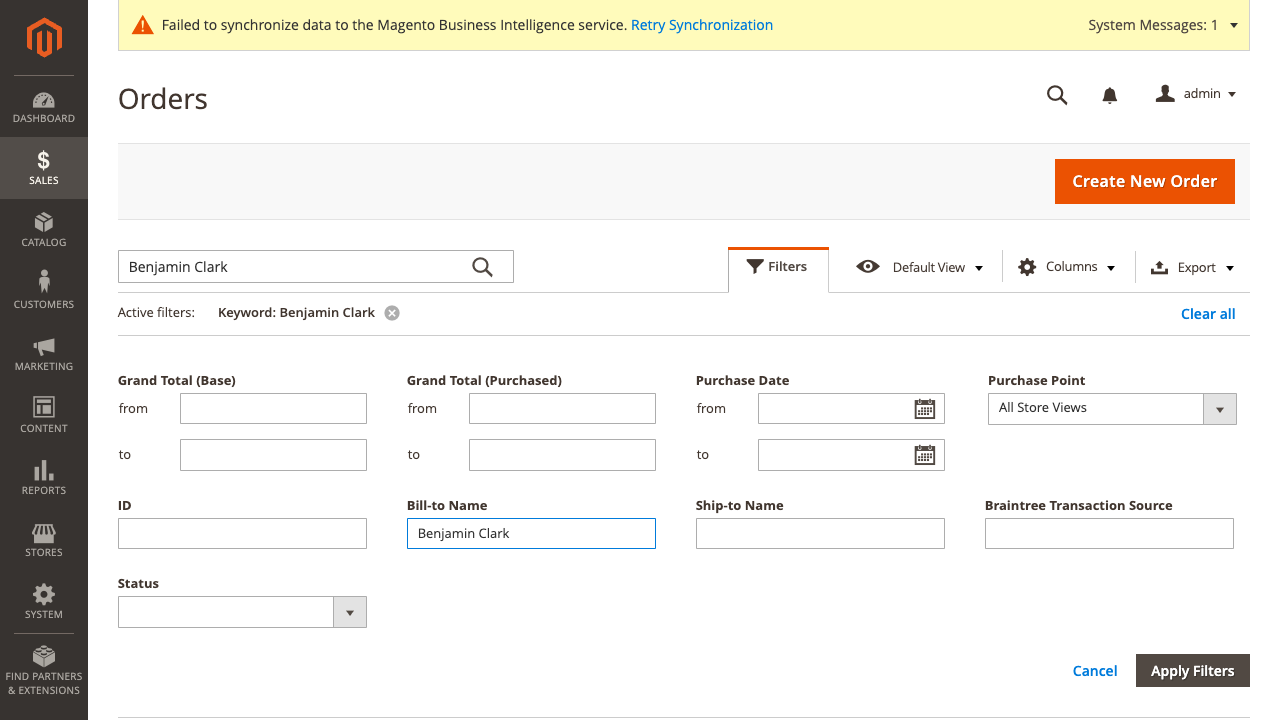 Failed to synchronize data to the Magento Business Intelligence service. Retry Synchronization
System Messages: 1
Orders
admin
DASHBOARD
SALES
CATALOG
CUSTOMERS
MARKETING
CONTENT
REPORTS
STORES
SYSTEM
FIND PARTNERS
& EXTENSIONS
Create New Order
Benjamin Clark
Filters
Default View
Columns
Export
Active filters:
Keyword: Benjamin Clark
Clear all
Grand Total (Base)
from
to
Grand Total (Purchased)
from
to
Purchase Date
from
to
Purchase Point
All Store Views
ID
Bill-to Name
Benjamin Clark
Ship-to Name
Braintree Transaction Source
Status
Cancel
Apply Filters